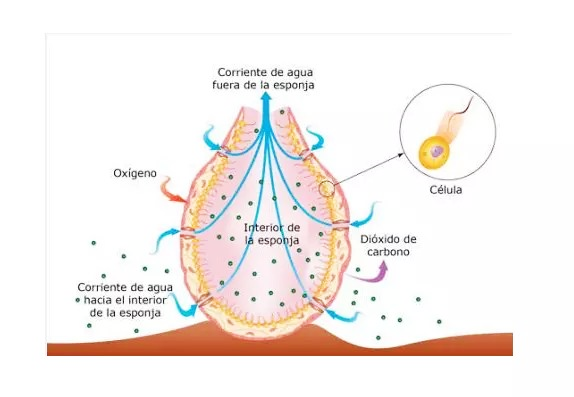 Corriente de agua
fuera de la esponja
Oxígeno
Célula
Interior de
la esponja
Dióxido de
carbono
Corriente de agua
hacia el interior
de la esponja